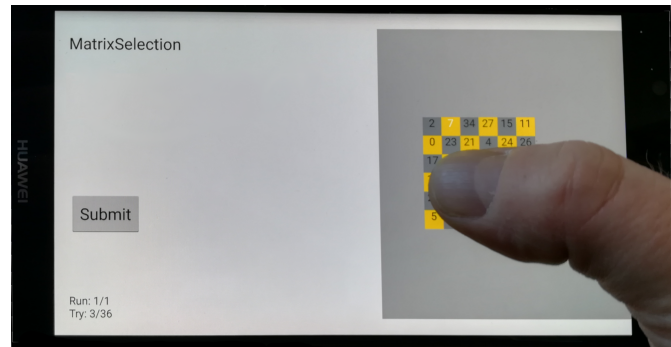 MatrixSelection
2 7 34 27 15 11
0 23 21 4 24 26
17
5
Submit
Run: 1/1
Try: 3/36
HUAWEI